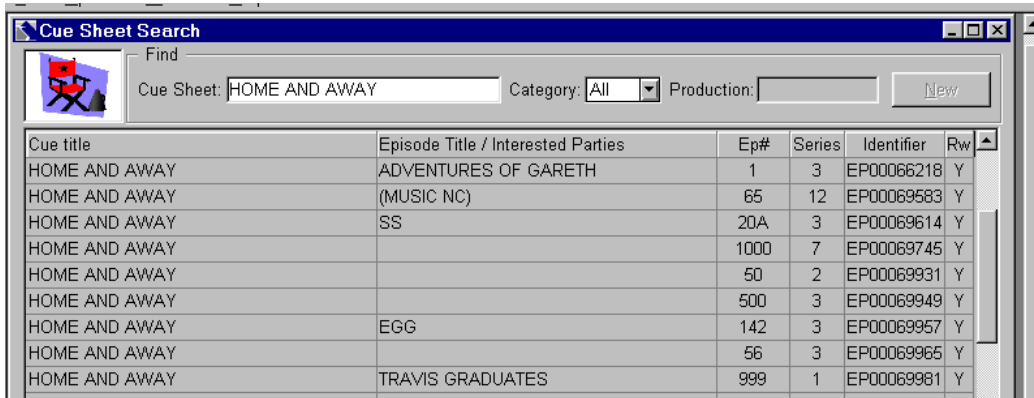 Cue Sheet Search
Find
Cue Sheet: HOME AND AWAY Category: All Production: New
Cue title Episode Title / Interested Parties Ep# Series Identifier Rw
HOME AND AWAY ADVENTURES OF GARETH 1 3 EP00066218 Y
HOME AND AWAY (MUSIC NC) 65 12 EP00069583 Y
HOME AND AWAY SS 20A 3 EP00069614 Y
HOME AND AWAY 1000 7 EP00069745 Y
HOME AND AWAY 50 2 EP00069931 Y
HOME AND AWAY 500 3 EP00069949 Y
HOME AND AWAY EGG 142 3 EP00069957 Y
HOME AND AWAY 56 3 EP00069965 Y
HOME AND AWAY TRAVIS GRADUATES 999 1 EP00069981 Y